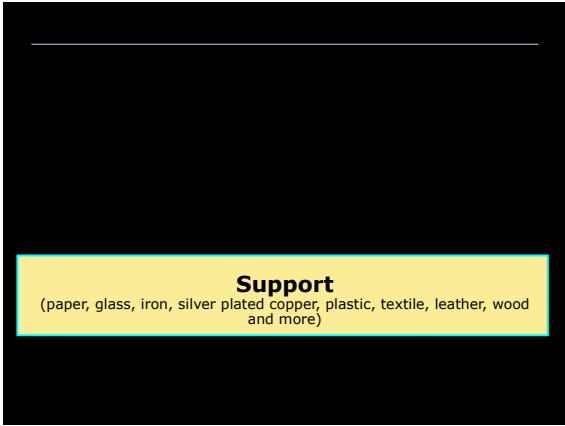 Support
(paper, glass, iron, silver plated copper, plastic, textile, leather, wood
and more)